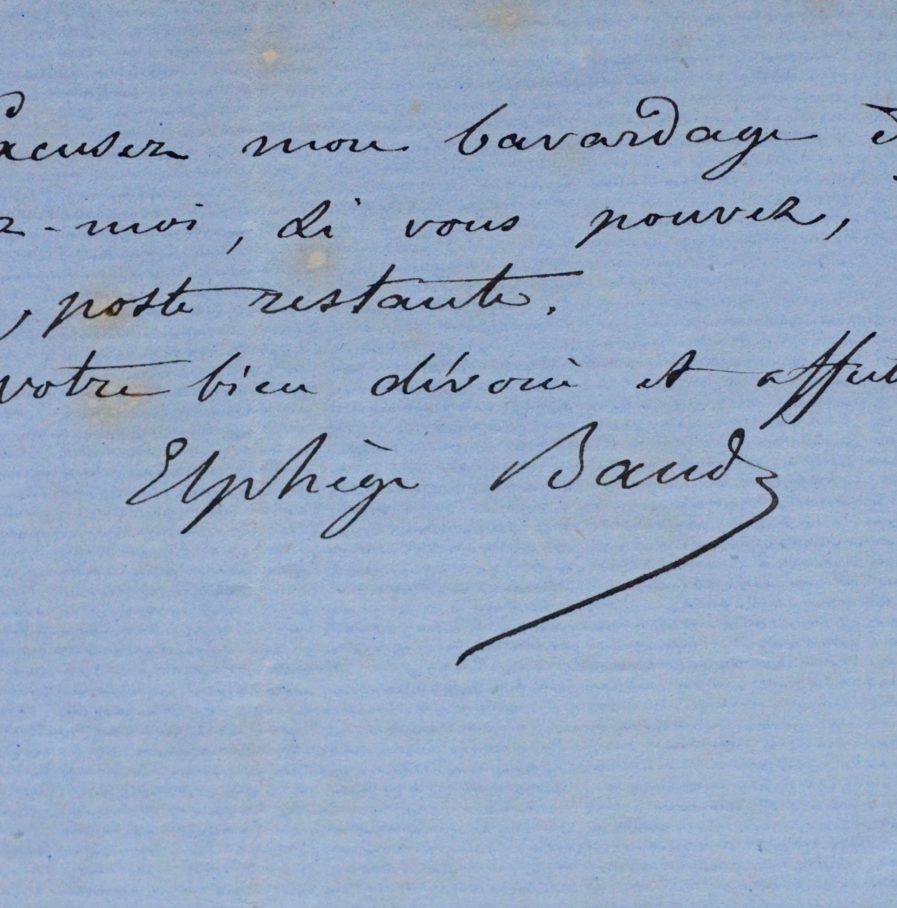 xcusez mon bavardage
z-moi, si vous pouvez,
, poste restante.
votre bien dévoué et affect
Elphège Baud